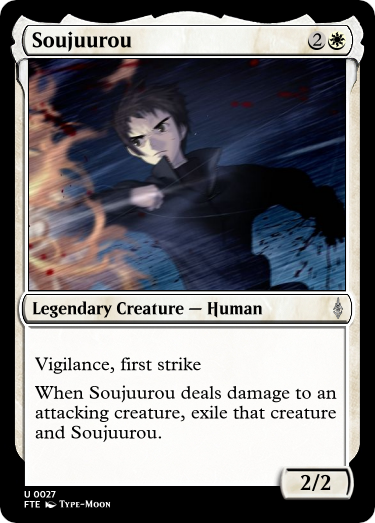 Soujuurou 2
Legendary Creature — Human
Vigilance, first strike
When Soujuurou deals damage to an
attacking creature, exile that creature
and Soujuurou.
2/2
U 0027
FTE Type-Moon